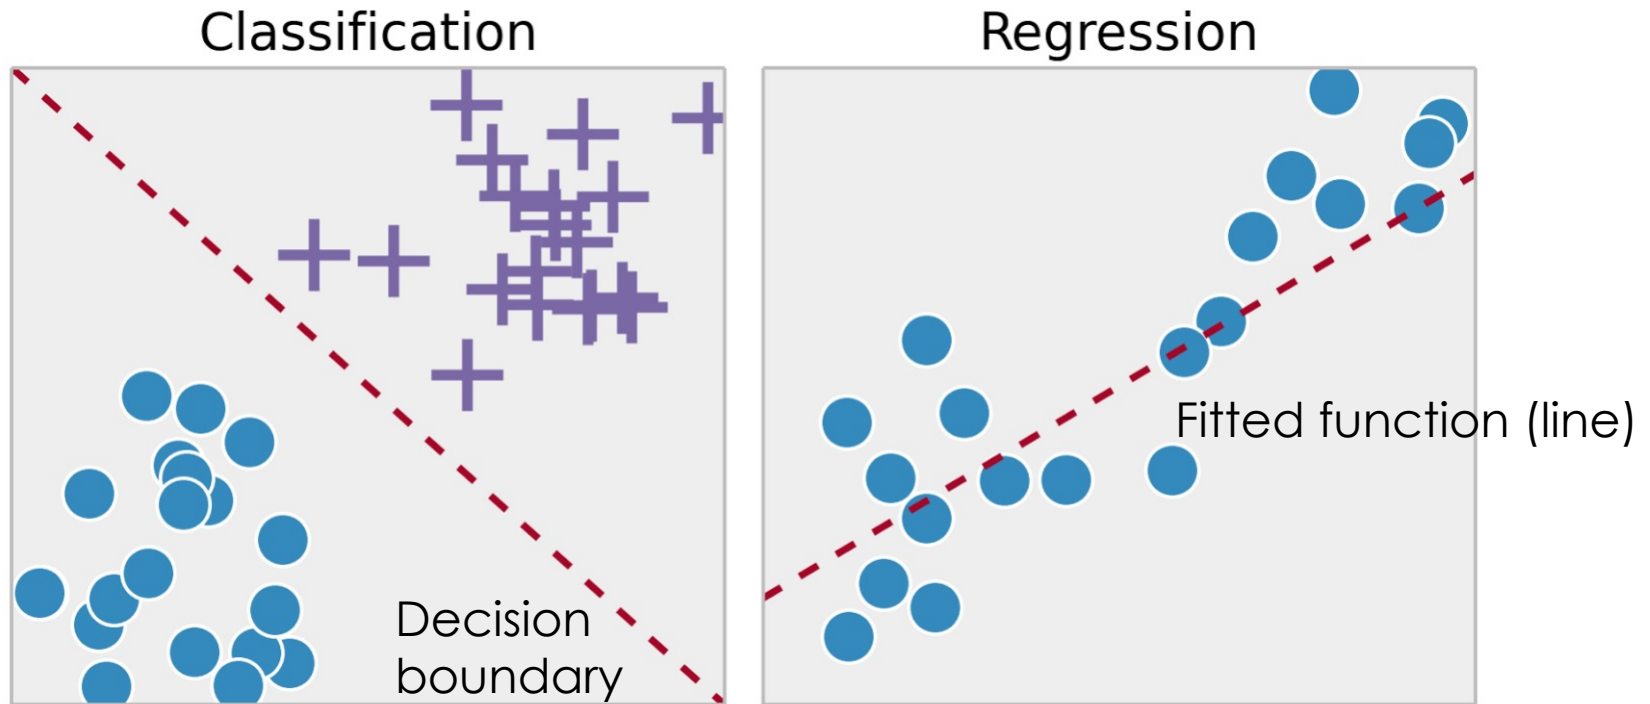 Classification
Regression
Fitted function (line)
Decision
boundary